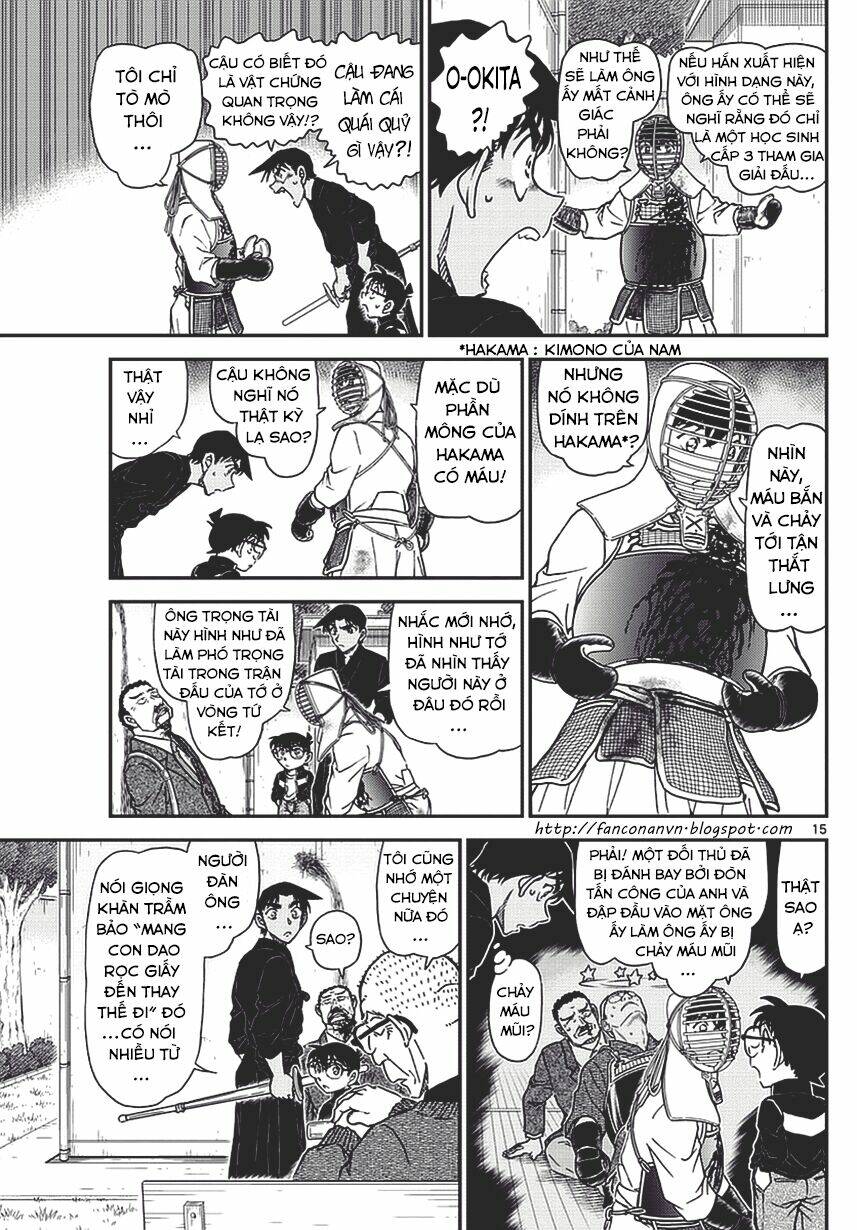 NẾU HẮN XUẤT HIỆN
VỚI HÌNH DẠNG NÀY,
ÔNG ẤY CÓ THỂ SẼ
NGHĨ RẰNG ĐÓ CHỈ
LÀ MỘT HỌC SINH
CẤP 3 THAM GIA
GIẢI ĐẤU...
NHƯ THẾ
SẼ LÀM ÔNG
ẤY MẤT CẢNH
GIÁC
PHẢI
KHÔNG?
O-OKITA
?!
CẬU ĐANG
LÀM CÁI
QUÁI QUỶ
GÌ VẬY?!
CẬU CÓ BIẾT ĐÓ
LÀ VẬT CHỨNG
QUAN TRỌNG
KHÔNG VẬY!?
TÔI CHỈ
TÒ MÒ
THÔI
...
*HAKAMA : KIMONO CỦA NAM
NHÌN
NÀY,
MÁU BẮN
VÀ CHẢY
TỚI TẬN
THẮT
LƯNG
...
NHƯNG
NÓ KHÔNG
DÍNH TRÊN
HAKAMA*?
MẶC DÙ
PHẦN
MÔNG CỦA
HAKAMA
CÓ MÁU!
CẬU KHÔNG
NGHĨ NÓ
THẬT KỲ
LẠ SAO?
THẬT
VẬY NHỈ
...
NHẮC MỚI NHỚ,
HÌNH NHƯ TỚ
ĐÃ NHÌN THẤY
NGƯỜI NÀY Ở
ĐÂU ĐÓ RỒI
...
ÔNG TRỌNG TÀI
NÀY HÌNH NHƯ ĐÃ
LÀM PHÓ TRỌNG
TÀI TRONG TRẬN
ĐẤU CỦA TỚ Ở
VÒNG TỨ
KẾT!
15
http://fanconanvn.blogspot.com
THẬT
SAO
Ạ?
PHẢI! MỘT ĐỐI THỦ ĐÃ
BỊ ĐÁNH BAY BỞI ĐÒN
TẤN CÔNG CỦA ANH VÀ
ĐẬP ĐẦU VÀO MẶT ÔNG
ẤY LÀM ÔNG ẤY BỊ
CHẢY MÁU MŨI
CHẢY
MÁU
MŨI?
TÔI CŨNG
NHỚ MỘT
CHUYỆN
NỮA ĐÓ
...
SAO?
NGƯỜI
ĐÀN
ÔNG
...
NÓI GIỌNG
KHÀN TRẦM
BẢO “MANG
CON DAO
RỌC GIẤY
ĐẾN THAY
THẾ ĐI” ĐÓ
...CÓ NÓI
NHIỀU TỪ
...